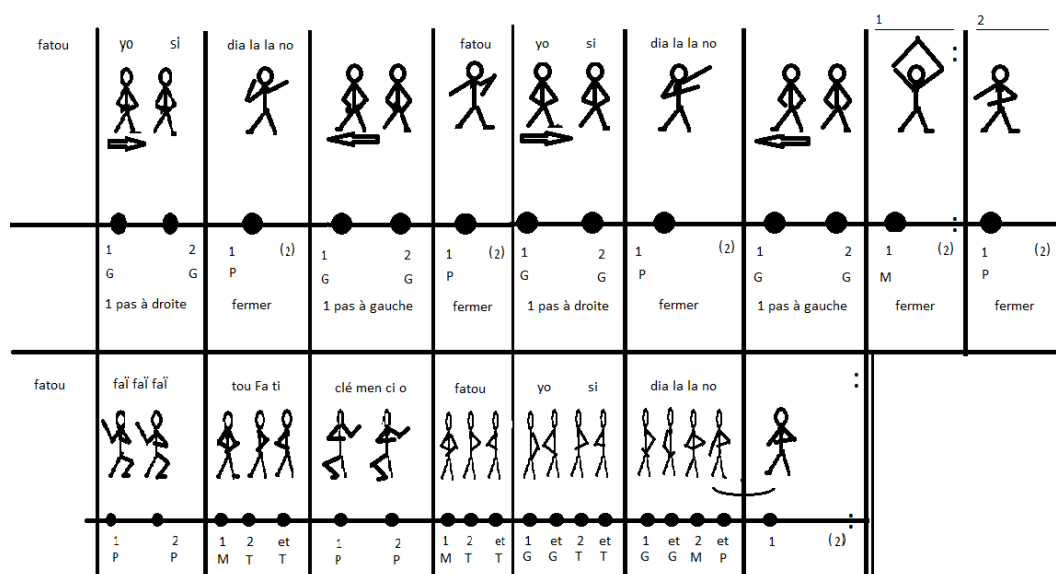 1 2
fatou yo si dia la la no fatou yo si dia la la no
: 
:
1 2 1 (2) 1 2 1 (2) 1 2 1 (2) 1 2 1 (2) 1 (2)
G G P G G P G G P G G M P
1 pas à droite fermer 1 pas à gauche fermer 1 pas à droite fermer 1 pas à gauche fermer fermer
fatou faÏ faÏ faÏ tou Fa ti clé men ci o fatou yo si dia la la no :
:
1 2 1 2 et 1 2 1 2 et 1 et 2 et 1 et 2 et 1 (2)
P P M T T P P M T T G G T T G G M P